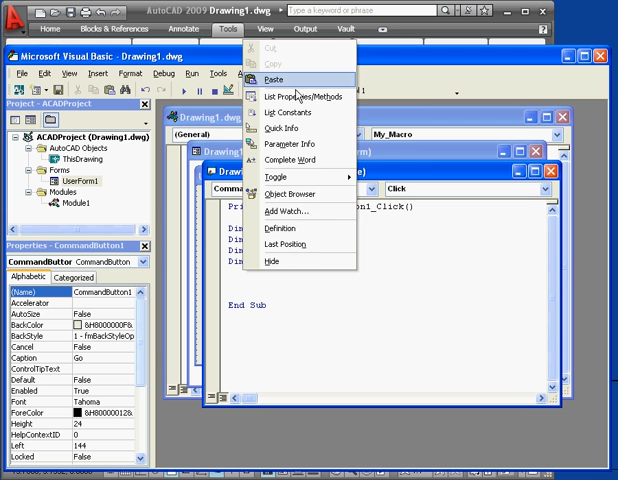 AutoCAD 2009 Drawing1.dwg
Type a keyword or phrase
Home Blocks & References Annotate Tools View Output Vault
Microsoft Visual Basic - Drawing1.dwg
File Edit View Insert Format Debug Run Tools
Project - ACADProject
ACADProject (Drawing1.dwg)
AutoCAD Objects
ThisDrawing
Forms
UserForm1
Modules
Module1
Properties - CommandButton1
CommandButton1 CommandButton
Alphabetic Categorized
(Name) CommandButton1
Accelerator
AutoSize False
BackColor &H8000000F&
BackStyle 1 - fmBackStyleOp
Cancel False
Caption Go
ControlTipText
Default False
Enabled True
Font Tahoma
ForeColor &H80000012&
Height 24
HelpContextID 0
Left 144
Locked False
Cut
Copy
Paste
List Properties/Methods
List Constants
Quick Info
Parameter Info
Complete Word
Toggle
Object Browser
Add Watch...
Definition
Last Position
Hide
(General) My_Macro
Click
on1_Click()
Dim
Dim
Dim
End Sub